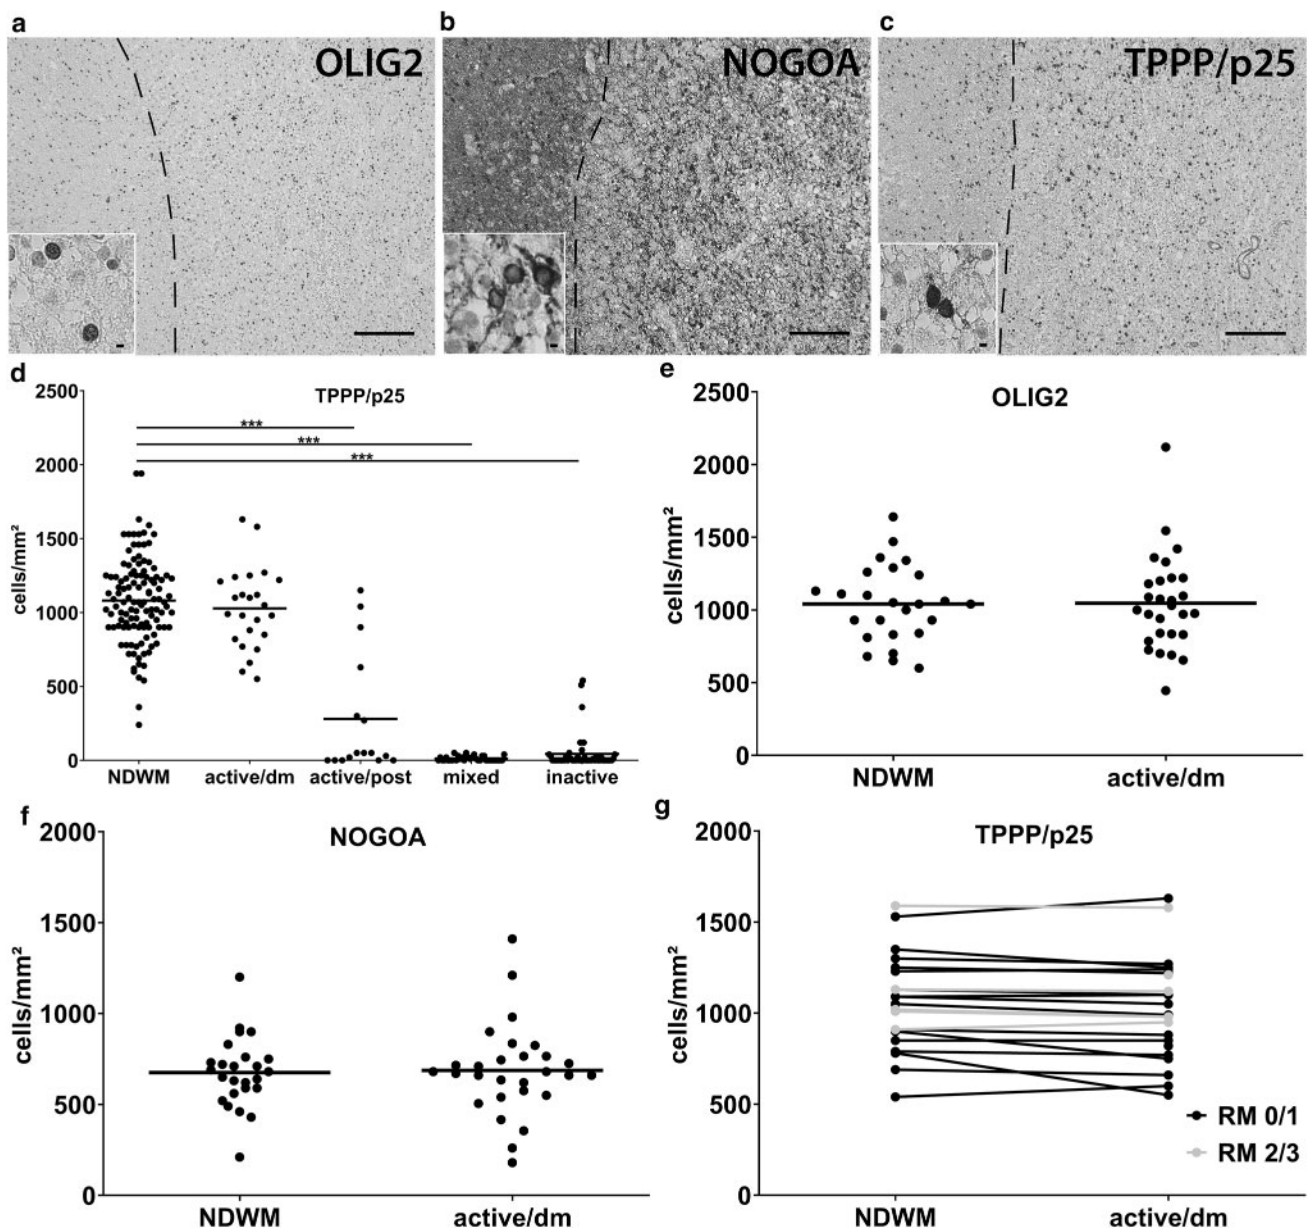 a
OLIG2
b
NOGOA
c
TPPP/p25
d
TPPP/p25
***
***
***
cells/mm²
2500
2000
1500
1000
500
0
NDWM active/dm active/post mixed inactive
e
OLIG2
cells/mm²
2500
2000
1500
1000
500
0
NDWM active/dm
f
NOGOA
cells/mm²
2000
1500
1000
500
0
NDWM active/dm
g
TPPP/p25
cells/mm²
2000
1500
1000
500
0
RM 0/1
RM 2/3
NDWM active/dm